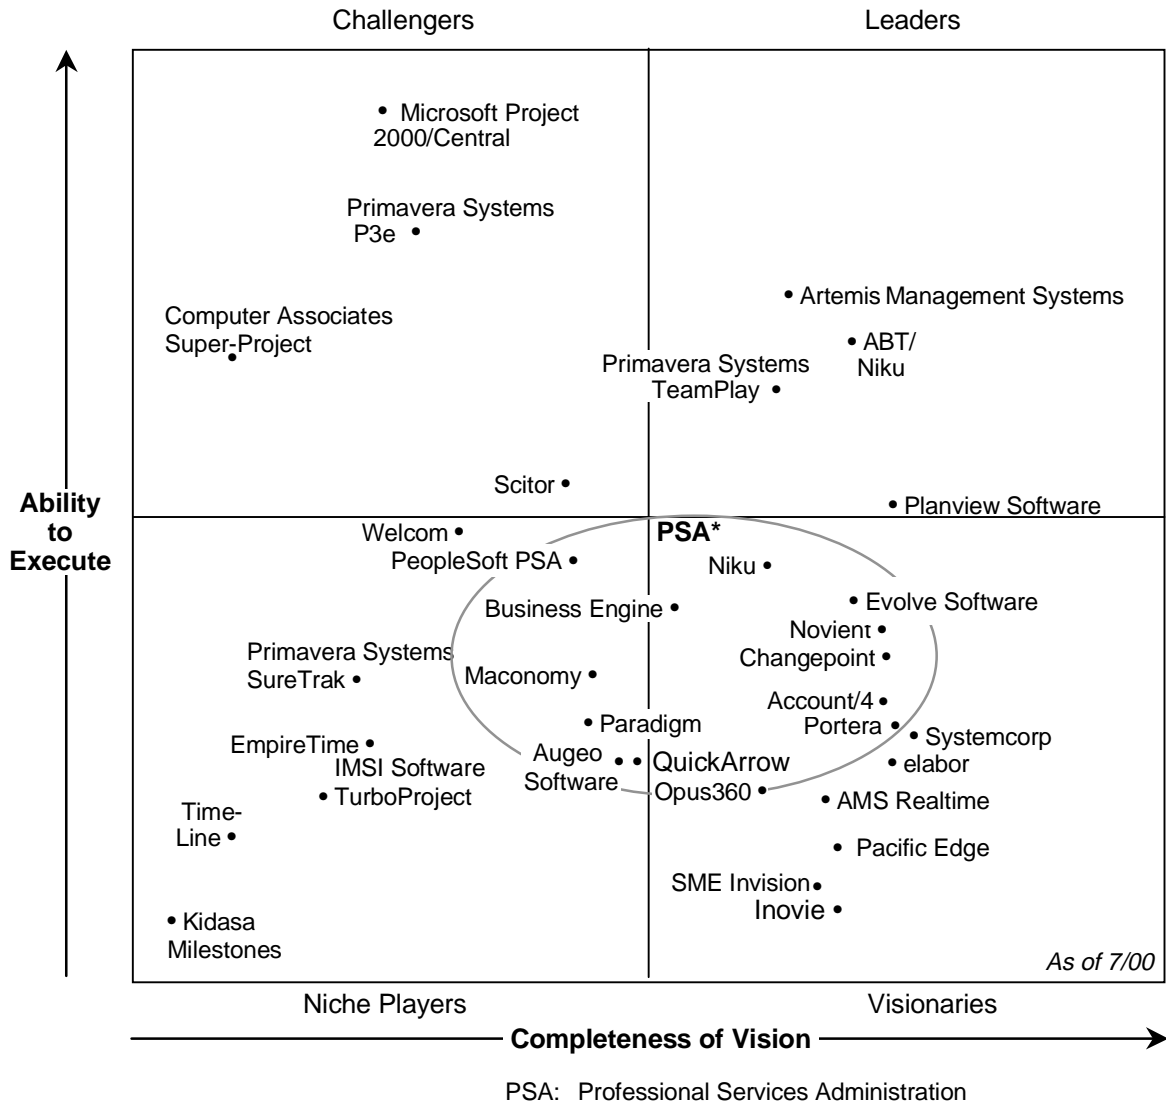 Challengers
Leaders
Microsoft Project
2000/Central
Primavera Systems
P3e
Artemis Management Systems
Computer Associates
Super-Project
ABT/
Niku
Primavera Systems
TeamPlay
Scitor
Planview Software
Ability
to
Execute
Welcom
PSA*
PeopleSoft PSA
Niku
Business Engine
Evolve Software
Novient
Primavera Systems
SureTrak
Changepoint
Maconomy
Account/4
Paradigm
Portera
Systemcorp
EmpireTime
Augeo
Software
QuickArrow
elabor
IMSI Software
TurboProject
Opus360
AMS Realtime
Time-
Line
Pacific Edge
SME Invision
Inovie
Kidasa
Milestones
As of 7/00
Niche Players
Visionaries
Completeness of Vision
PSA: Professional Services Administration